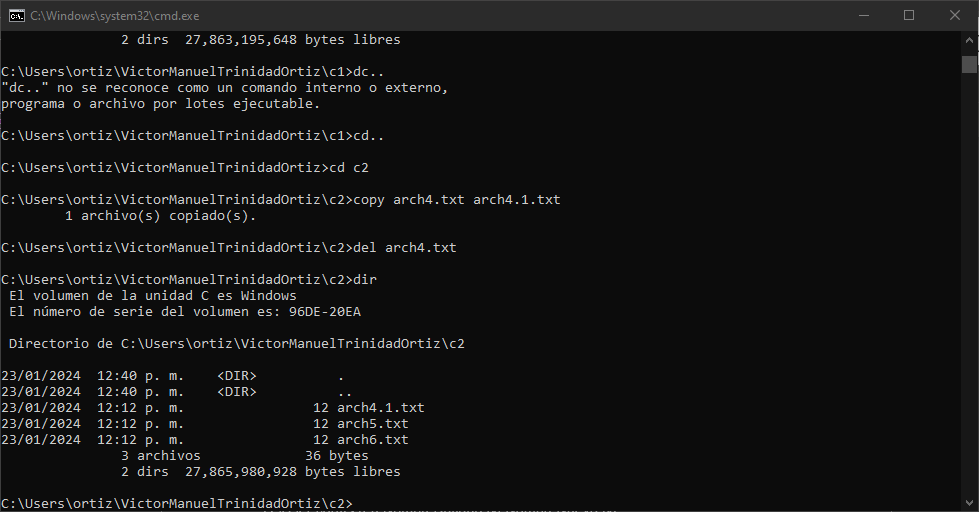 C:\Windows\system32\cmd.exe
2 dirs  27,863,195,648 bytes libres
C:\Users\ortiz\VictorManuelTrinidadOrtiz\c1>dc..
"dc.." no se reconoce como un comando interno o externo,
programa o archivo por lotes ejecutable.
C:\Users\ortiz\VictorManuelTrinidadOrtiz\c1>cd..
C:\Users\ortiz\VictorManuelTrinidadOrtiz>cd c2
C:\Users\ortiz\VictorManuelTrinidadOrtiz\c2>copy arch4.txt arch4.1.txt
1 archivo(s) copiado(s).
C:\Users\ortiz\VictorManuelTrinidadOrtiz\c2>del arch4.txt
C:\Users\ortiz\VictorManuelTrinidadOrtiz\c2>dir
El volumen de la unidad C es Windows
El número de serie del volumen es: 96DE-20EA
Directorio de C:\Users\ortiz\VictorManuelTrinidadOrtiz\c2
23/01/2024  12:40 p. m.    <DIR>          .
23/01/2024  12:40 p. m.    <DIR>          ..
23/01/2024  12:12 p. m.                12 arch4.1.txt
23/01/2024  12:12 p. m.                12 arch5.txt
23/01/2024  12:12 p. m.                12 arch6.txt
3 archivos             36 bytes
2 dirs  27,865,980,928 bytes libres
C:\Users\ortiz\VictorManuelTrinidadOrtiz\c2>